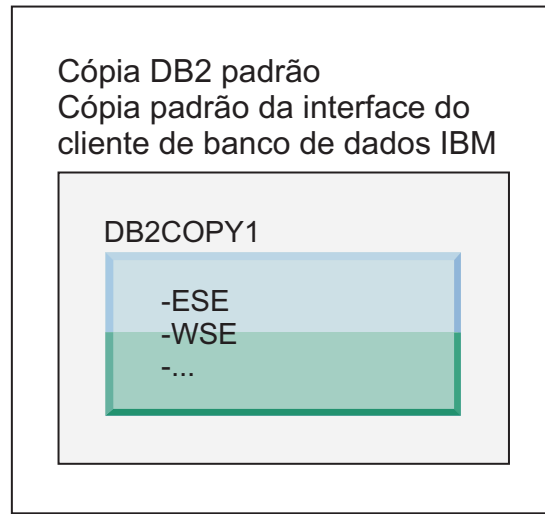 Cópia DB2 padrão
Cópia padrão da interface do
cliente de banco de dados IBM
DB2COPY1
-ESE
-WSE
-...